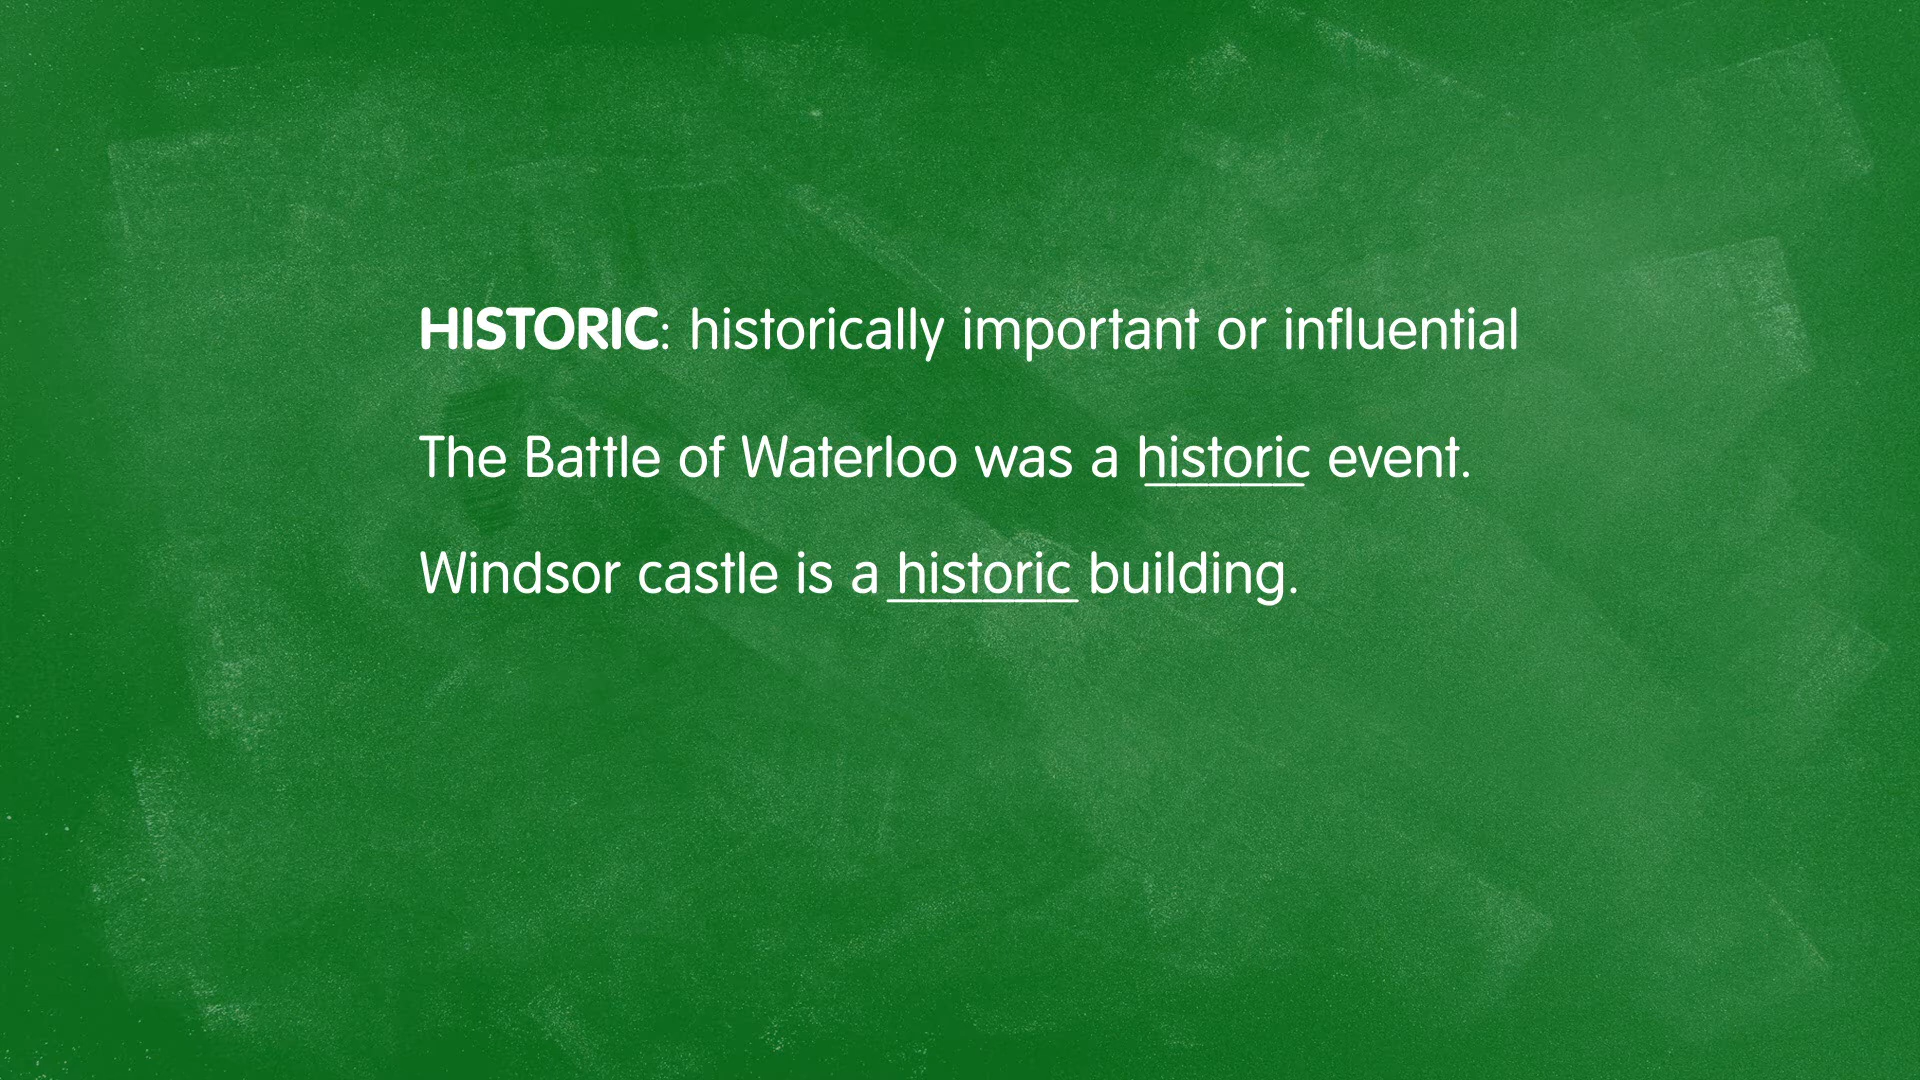 HISTORIC: historically important or influential
The Battle of Waterloo was a historic event.
Windsor castle is a historic building.